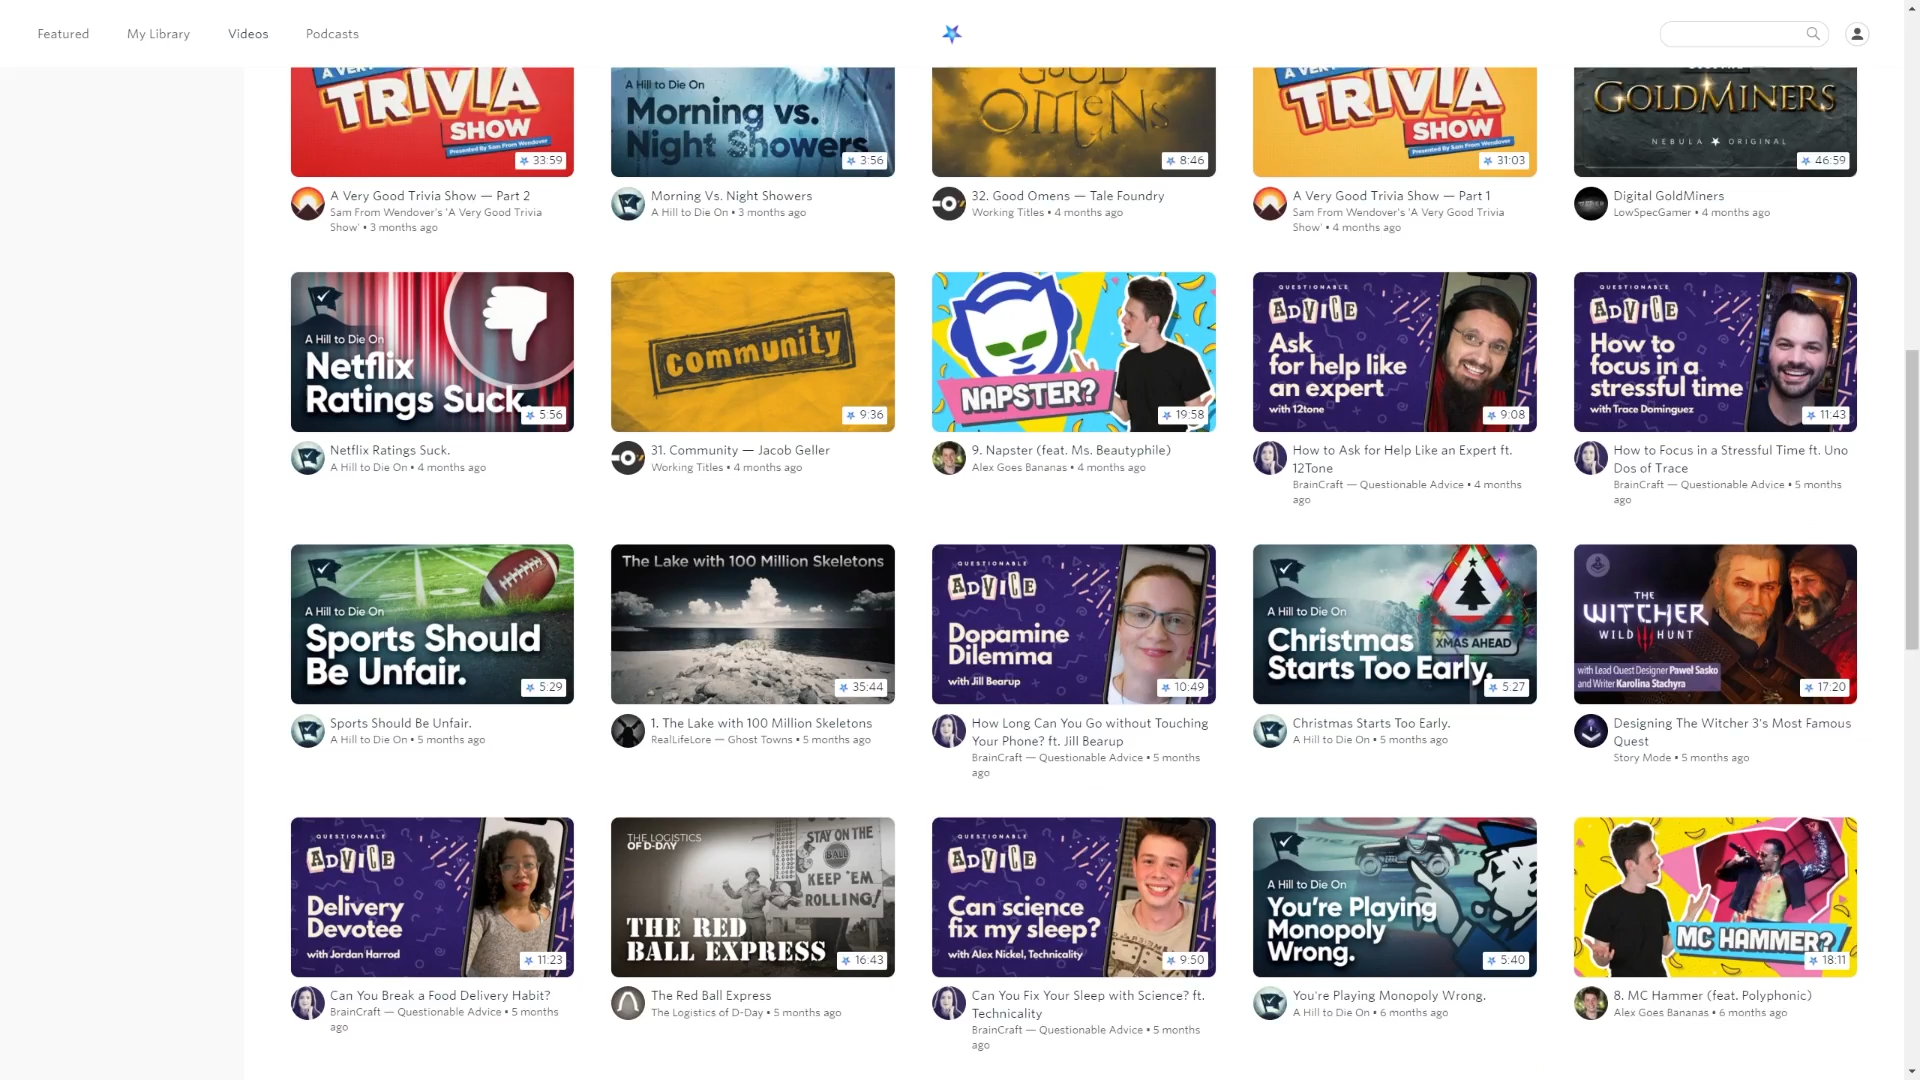 Featured
My Library
Videos
Podcasts
A VERY
TRIVIA
SHOW
Presented By Sam From Wendover
33:59
A Hill to Die On
Morning vs.
Night Showers
3:56
GOOD
OMENS
8:46
A VERY
TRIVIA
SHOW
Presented By Sam From Wendover
31:03
GOLDMINERS
NEBULA ORIGINAL
46:59
A Very Good Trivia Show — Part 2
Sam From Wendover's 'A Very Good Trivia
Show' • 3 months ago
Morning Vs. Night Showers
A Hill to Die On • 3 months ago
32. Good Omens — Tale Foundry
Working Titles • 4 months ago
A Very Good Trivia Show — Part 1
Sam From Wendover's 'A Very Good Trivia
Show' • 4 months ago
Digital GoldMiners
LowSpecGamer • 4 months ago
A Hill to Die On
Netflix
Ratings Suck.
5:56
community
9:36
NAPSTER?
19:58
QUESTIONABLE
ADVICE
Ask
for help like
an expert
with 12tone
9:08
QUESTIONABLE
ADVICE
How to
focus in a
stressful time
with Trace Dominguez
11:43
Netflix Ratings Suck.
A Hill to Die On • 4 months ago
31. Community — Jacob Geller
Working Titles • 4 months ago
9. Napster (feat. Ms. Beautyphile)
Alex Goes Bananas • 4 months ago
How to Ask for Help Like an Expert ft.
12Tone
BrainCraft — Questionable Advice • 4 months
ago
How to Focus in a Stressful Time ft. Uno
Dos of Trace
BrainCraft — Questionable Advice • 5 months
ago
A Hill to Die On
Sports Should
Be Unfair.
5:29
The Lake with 100 Million Skeletons
35:44
QUESTIONABLE
ADVICE
Dopamine
Dilemma
with Jill Bearup
10:49
A Hill to Die On
Christmas
Starts Too Early.
XMAS AHEAD
5:27
THE
WITCHER
WILD HUNT
with Lead Quest Designer Paweł Sasko
and Writer Karolina Stachyra
17:20
Sports Should Be Unfair.
A Hill to Die On • 5 months ago
1. The Lake with 100 Million Skeletons
RealLifeLore — Ghost Towns • 5 months ago
How Long Can You Go without Touching
Your Phone? ft. Jill Bearup
BrainCraft — Questionable Advice • 5 months
ago
Christmas Starts Too Early.
A Hill to Die On • 5 months ago
Designing The Witcher 3's Most Famous
Quest
Story Mode • 5 months ago
QUESTIONABLE
ADVICE
Delivery
Devotee
with Jordan Harrod
11:23
THE LOGISTICS
OF D-DAY
STAY ON THE
BALL
KEEP 'EM
ROLLING!
THE RED
BALL EXPRESS
16:43
QUESTIONABLE
ADVICE
Can science
fix my sleep?
with Alex Nickel, Technicality
9:50
A Hill to Die On
You're Playing
Monopoly
Wrong.
5:40
MC HAMMER?
18:11
Can You Break a Food Delivery Habit?
BrainCraft — Questionable Advice • 5 months
ago
The Red Ball Express
The Logistics of D-Day • 5 months ago
Can You Fix Your Sleep with Science? ft.
Technicality
BrainCraft — Questionable Advice • 5 months
ago
You're Playing Monopoly Wrong.
A Hill to Die On • 6 months ago
8. MC Hammer (feat. Polyphonic)
Alex Goes Bananas • 6 months ago